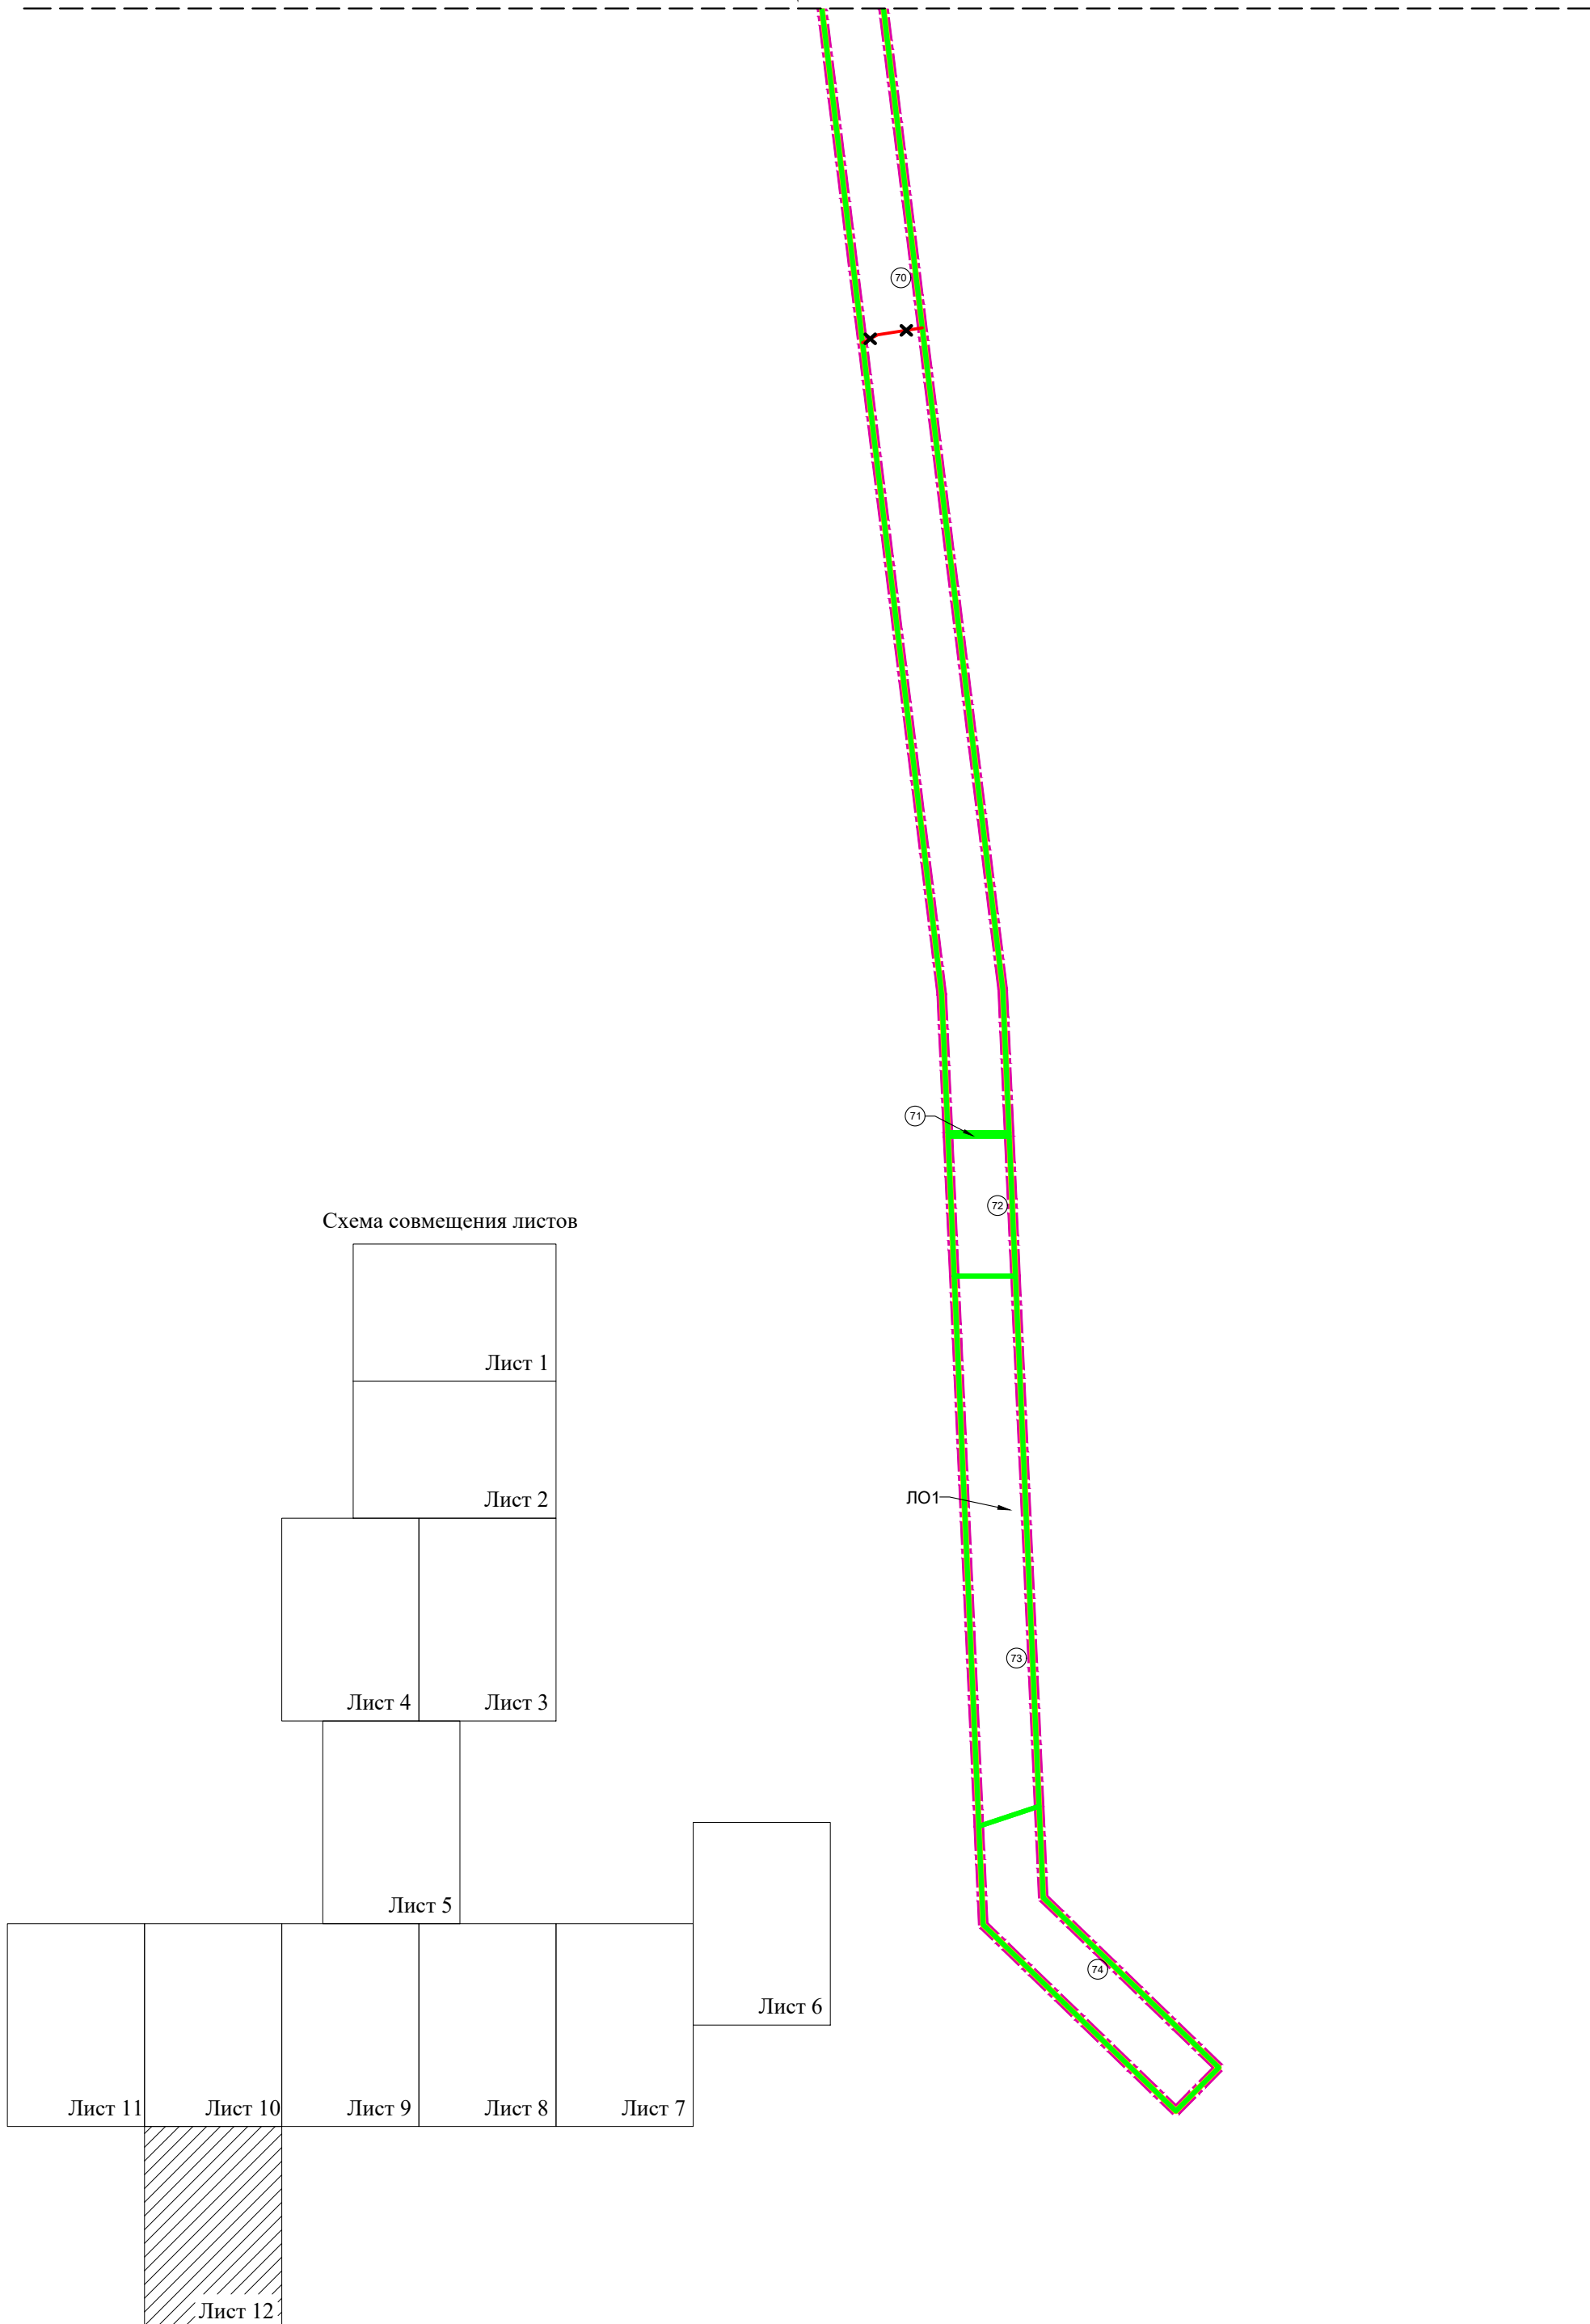 70
71
72
Схема совмещения листов
Лист 1
Лист 2
ЛО1
73
Лист 4
Лист 3
Лист 5
74
Лист 6
Лист 11
Лист 10
Лист 9
Лист 8
Лист 7
Лист 12